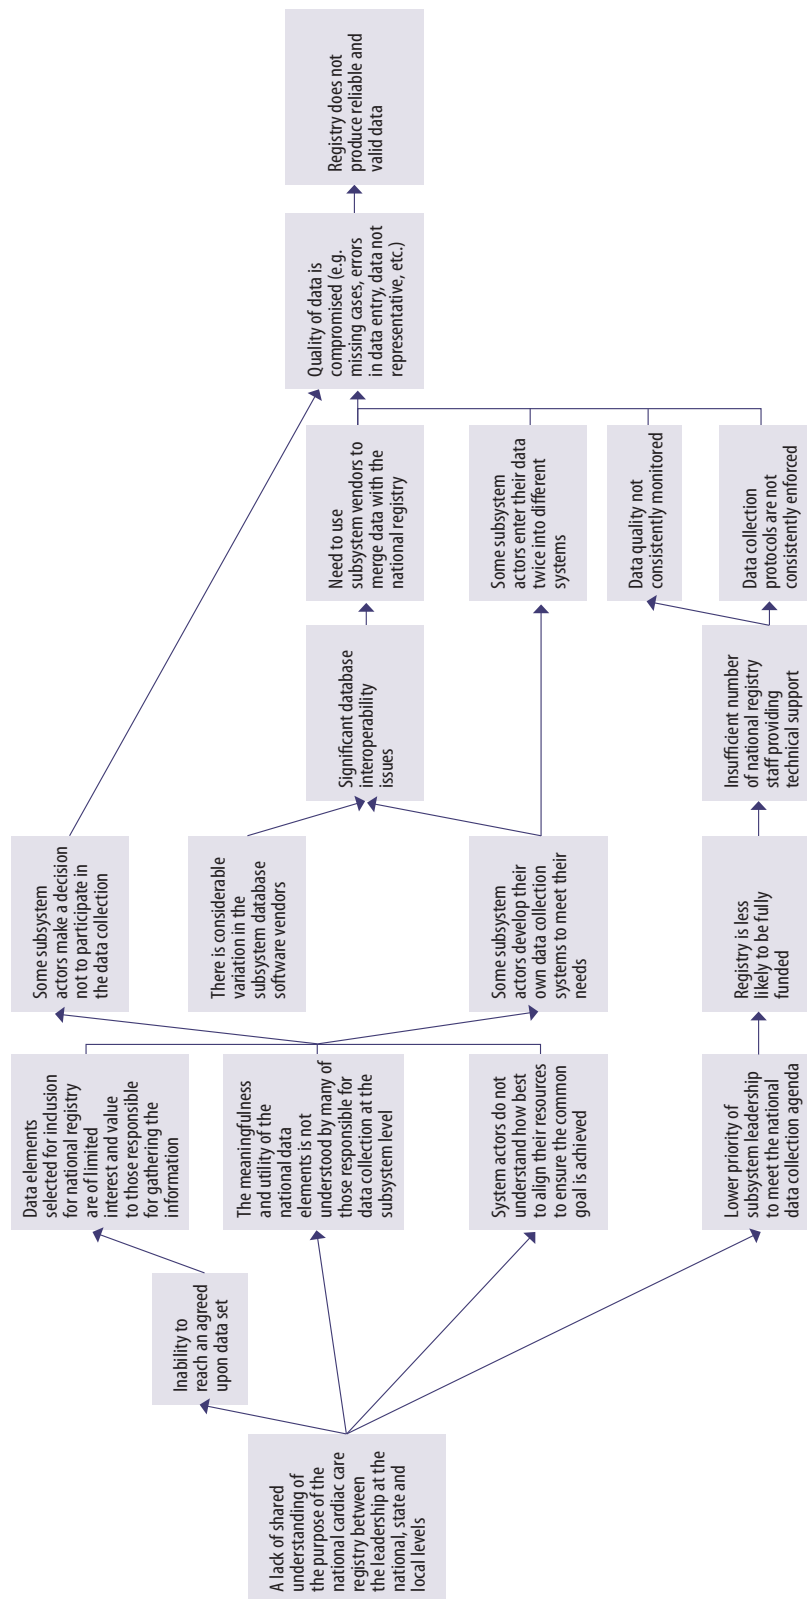 A lack of shared
understanding of
the purpose of the
national cardiac care
registry between
the leadership at the
national, state and
local levels
Inability to
reach an agreed
upon data set
Data elements
selected for inclusion
for national registry
are of limited
interest and value
to those responsible
for gathering the
information
The meaningfulness
and utility of the
national data
elements is not
understood by many of
those responsible for
data collection at the
subsystem level
System actors do not
understand how best
to align their resources
to ensure the common
goal is achieved
Lower priority of
subsystem leadership
to meet the national
data collection agenda
Some subsystem
actors make a decision
not to participate in
the data collection
There is considerable
variation in the
subsystem database
software vendors
Some subsystem
actors develop their
own data collection
systems to meet their
needs
Registry is less
likely to be fully
funded
Significant database
interoperability
issues
Insufficient number
of national registry
staff providing
technical support
Need to use
subsystem vendors to
merge data with the
national registry
Some subsystem
actors enter their data
twice into different
systems
Data quality not
consistently monitored
Data collection
protocols are not
consistently enforced
Quality of data is
compromised (e.g.
missing cases, errors
in data entry, data not
representative, etc.)
Registry does not
produce reliable and
valid data